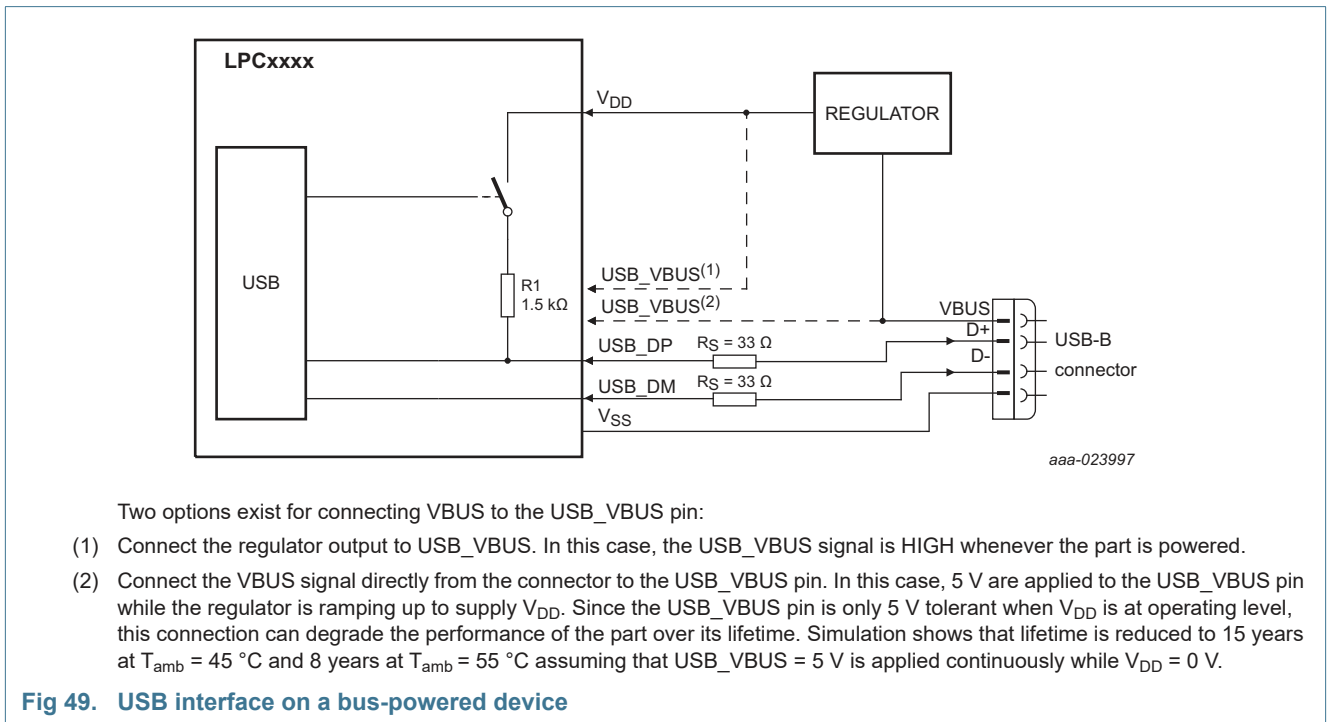 LPCxxxx
VDD
REGULATOR
USB
R1
1.5 kΩ
USB_VBUS(1)
USB_VBUS(2)
VBUS
D+
USB-B
USB_DP RS = 33 Ω
D-
connector
USB_DM RS = 33 Ω
VSS
aaa-023997
Two options exist for connecting VBUS to the USB_VBUS pin:
(1) Connect the regulator output to USB_VBUS. In this case, the USB_VBUS signal is HIGH whenever the part is powered.
(2) Connect the VBUS signal directly from the connector to the USB_VBUS pin. In this case, 5 V are applied to the USB_VBUS pin
while the regulator is ramping up to supply VDD. Since the USB_VBUS pin is only 5 V tolerant when VDD is at operating level,
this connection can degrade the performance of the part over its lifetime. Simulation shows that lifetime is reduced to 15 years
at Tamb = 45 °C and 8 years at Tamb = 55 °C assuming that USB_VBUS = 5 V is applied continuously while VDD = 0 V.
Fig 49. USB interface on a bus-powered device